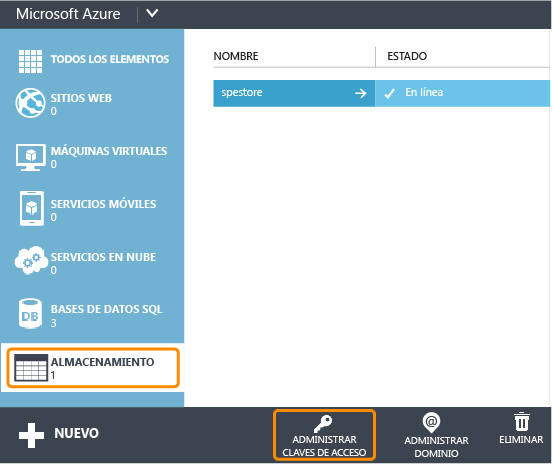 Microsoft Azure
TODOS LOS ELEMENTOS
SITIOS WEB
0
MÁQUINAS VIRTUALES
0
SERVICIOS MÓVILES
0
SERVICIOS EN NUBE
0
DB
BASES DE DATOS SQL
3
ALMACENAMIENTO
1
NOMBRE ESTADO
spestore En línea
NUEVO
ADMINISTRAR
CLAVES DE ACCESO
@
ADMINISTRAR
DOMINIO
ELIMINAR